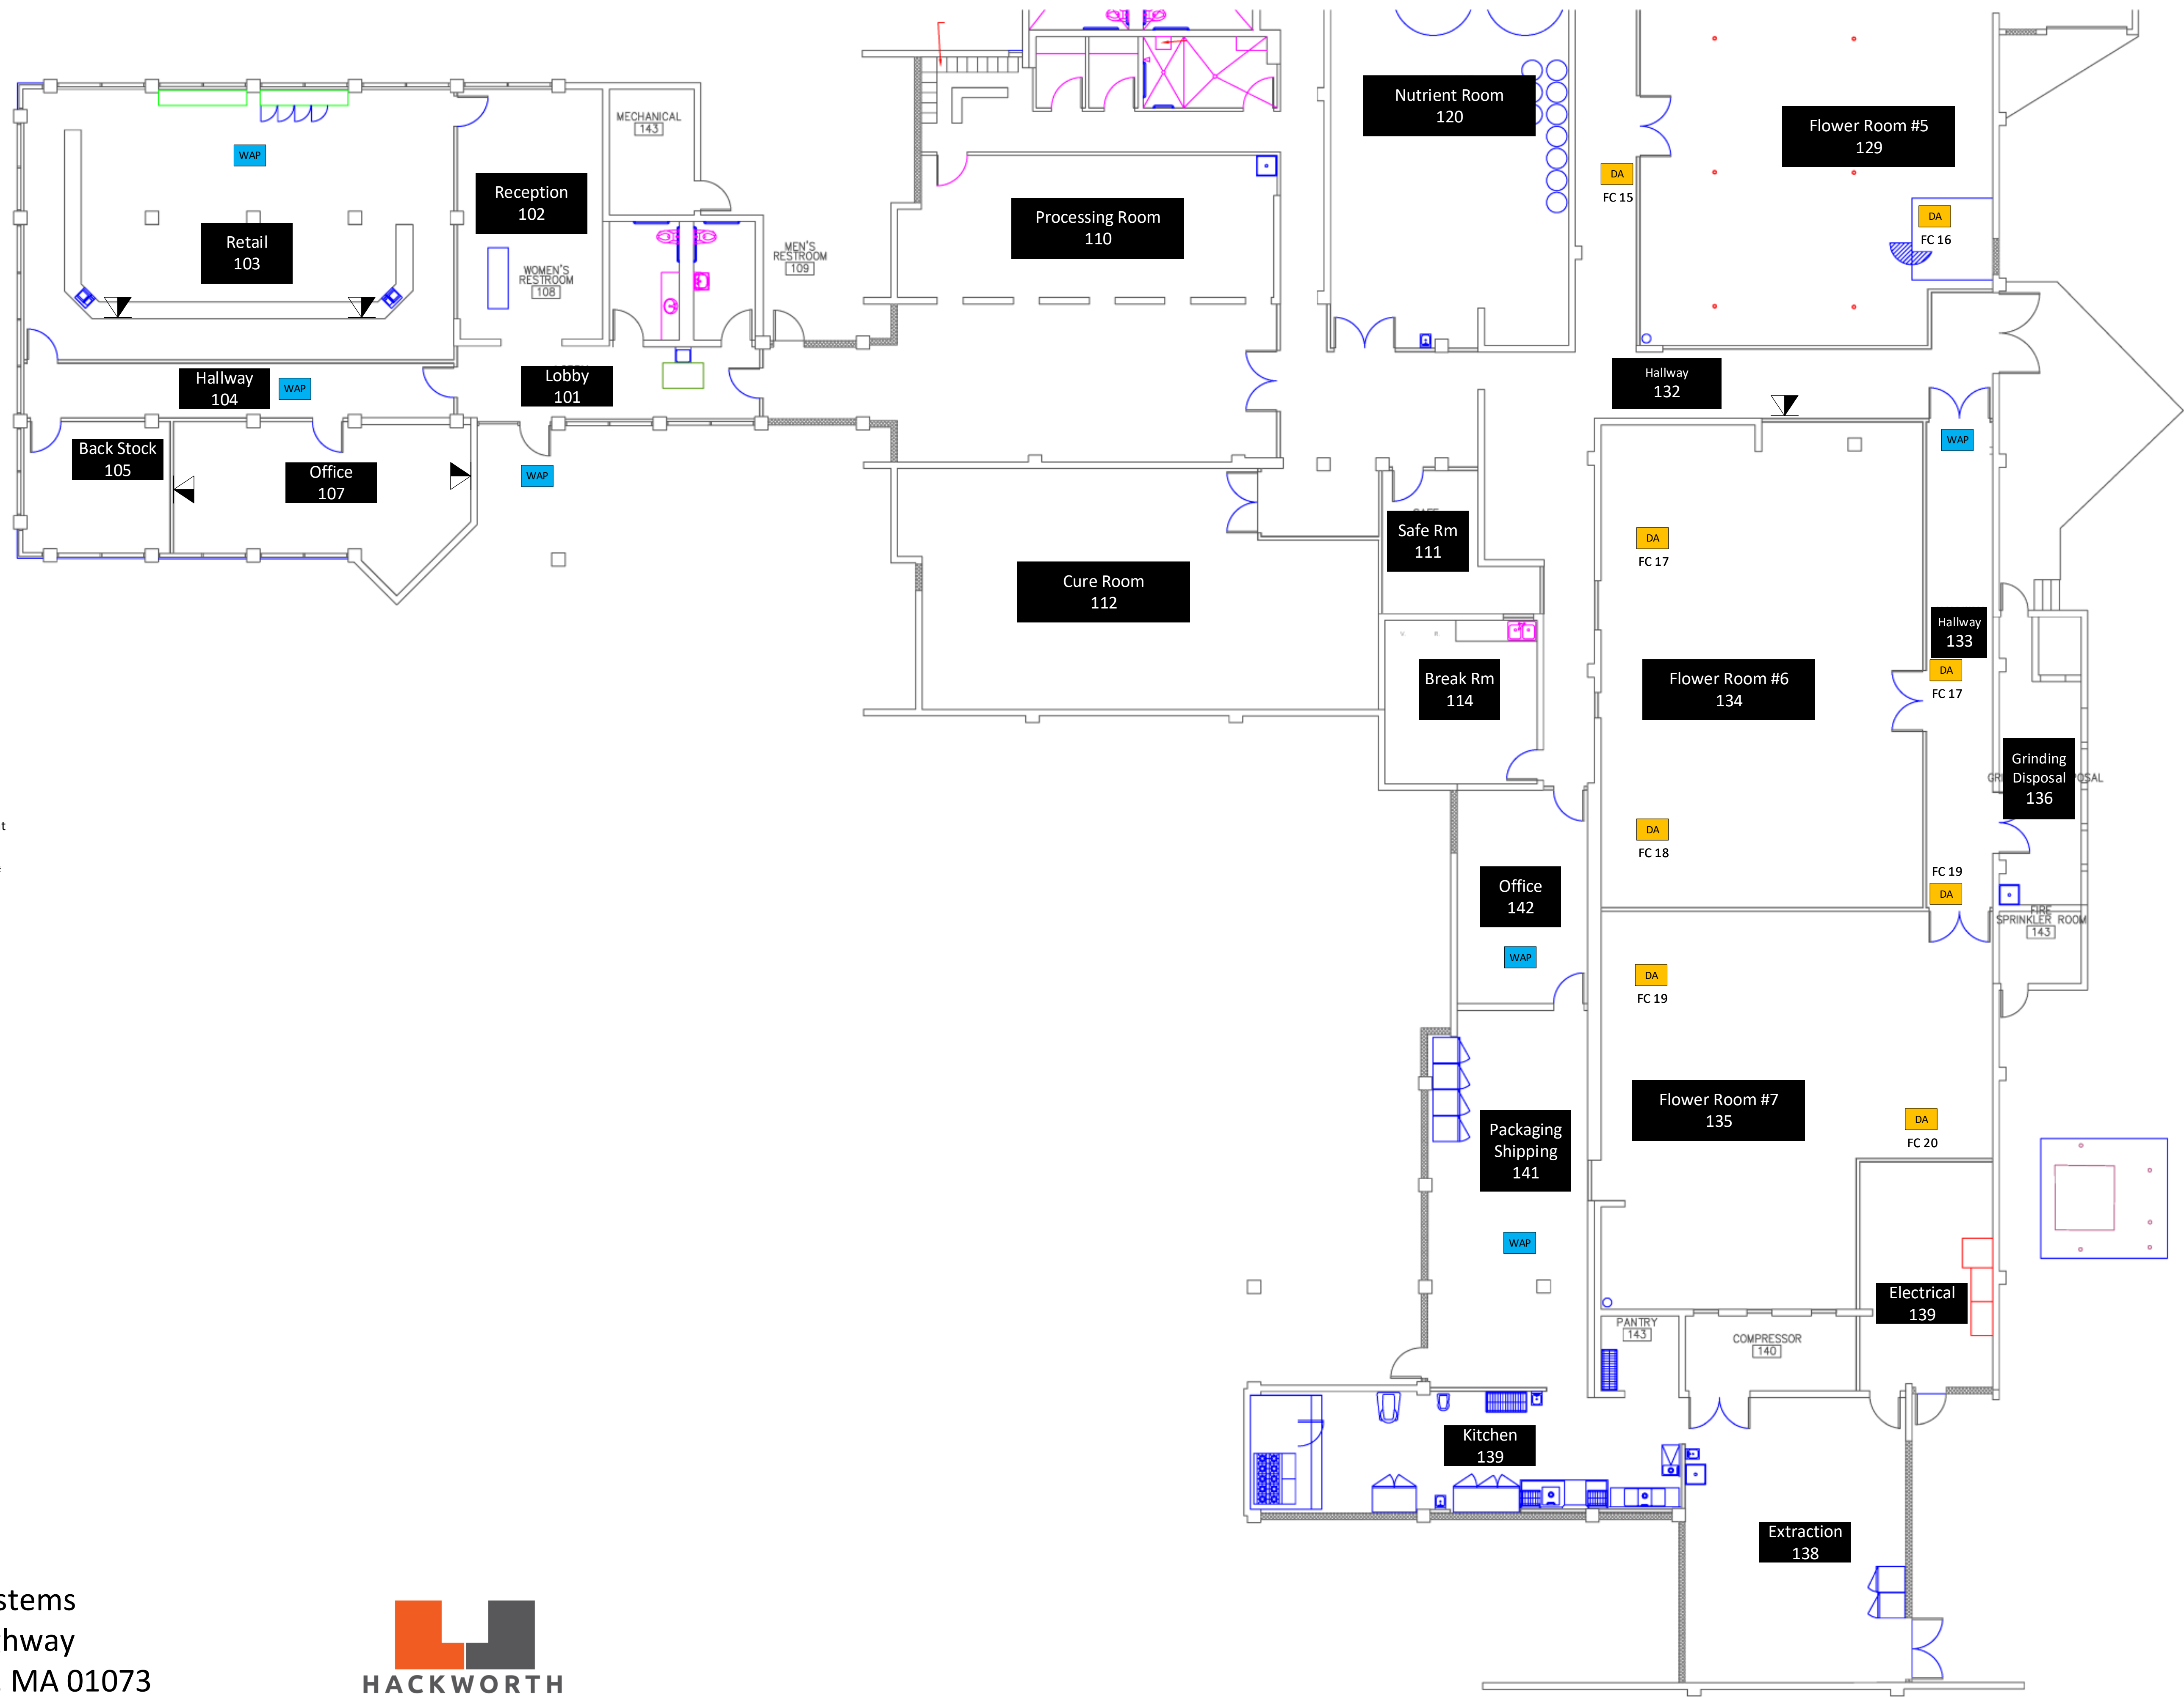 Nutrient Room
120
Flower Room #5
129
MECHANICAL
143
WAP
DA
FC 15
Reception
102
Processing Room
110
DA
FC 16
Retail
103
MEN'S
RESTROOM
109
WOMEN'S
RESTROOM
108
Hallway
104
WAP
Lobby
101
Hallway
132
WAP
Back Stock
105
Office
107
WAP
Safe Rm
111
DA
FC 17
Cure Room
112
Hallway
133
V.
R
Break Rm
114
Flower Room #6
134
DA
FC 17
Grinding
Disposal
136
t
DA
FC 18
Office
142
FC 19
DA
FIRE
SPRINKLER ROOM
143
WAP
DA
FC 19
Flower Room #7
135
DA
FC 20
Packaging
Shipping
141
WAP
Electrical
139
PANTRY
143
COMPRESSOR
140
Kitchen
139
Extraction
138
stems
hway
MA 01073
HACKWORTH